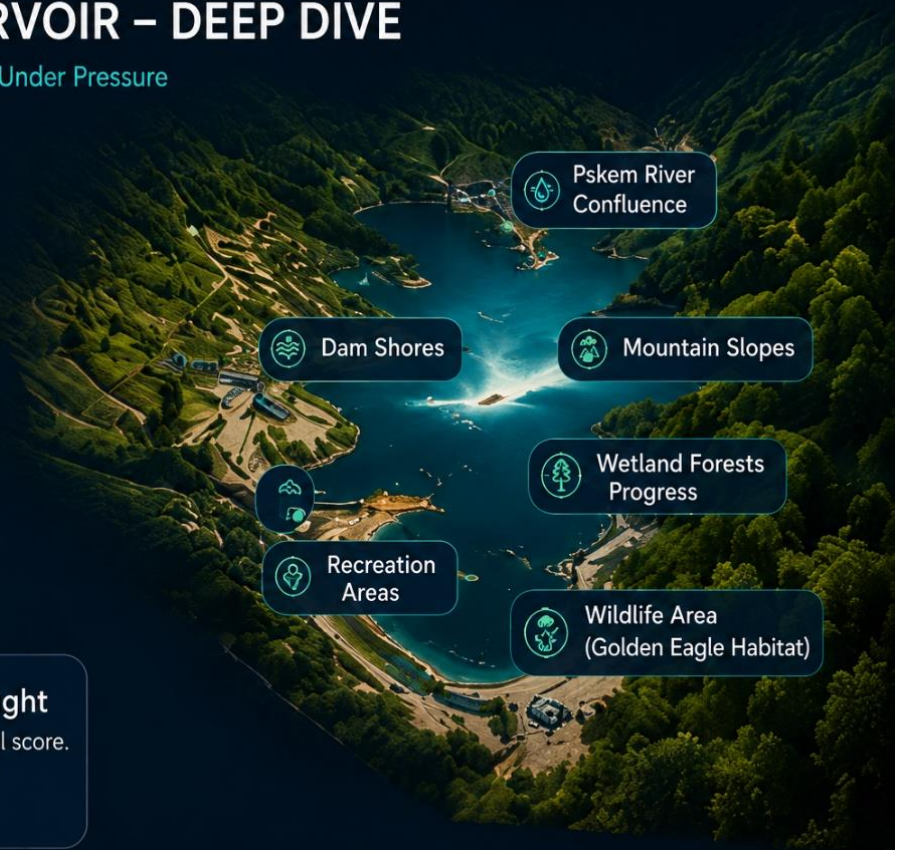 RVOIR – DEEP DIVE
Under Pressure
Pskem River
Confluence
Dam Shores
Mountain Slopes
Wetland Forests
Progress
Recreation
Areas
Wildlife Area
(Golden Eagle Habitat)
ght
l score.